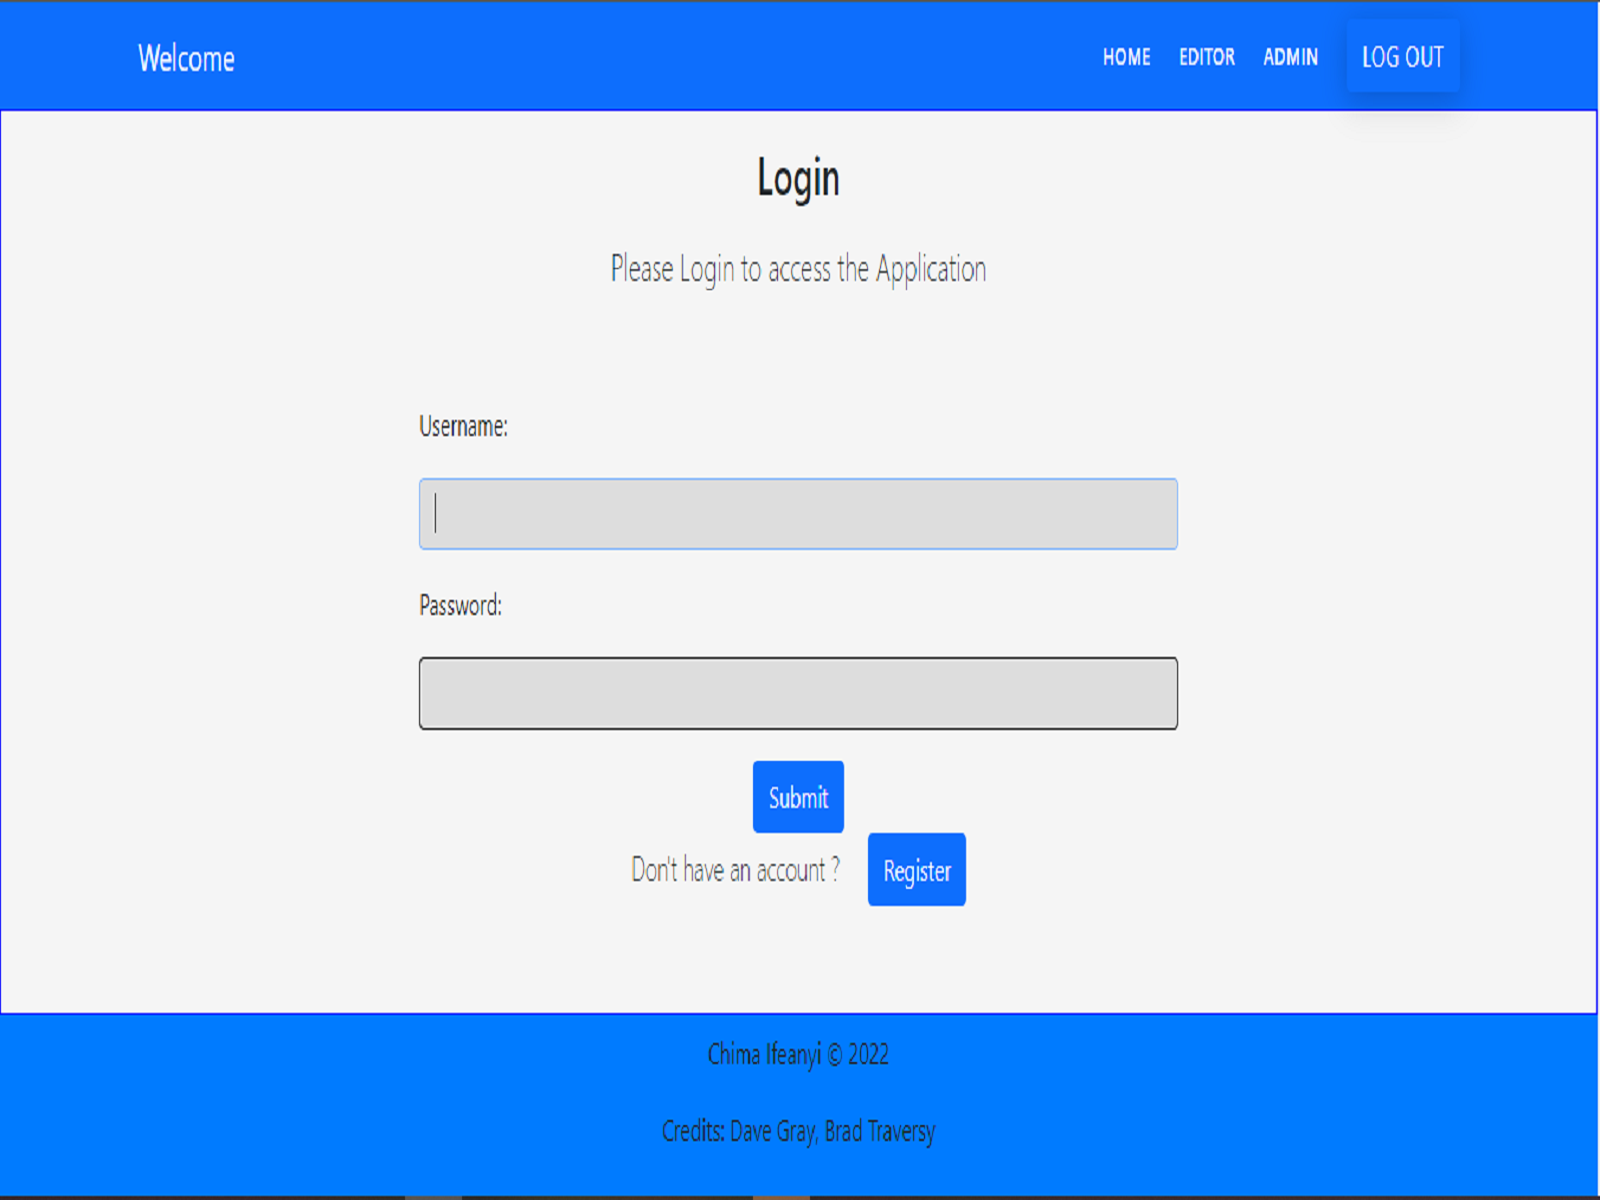 Welcome HOME EDITOR ADMIN LOG OUT
Login
Please Login to access the Application
Username:
Password:
Submit
Don't have an account ? Register
Chima Ifeanyi © 2022
Credits: Dave Gray, Brad Traversy